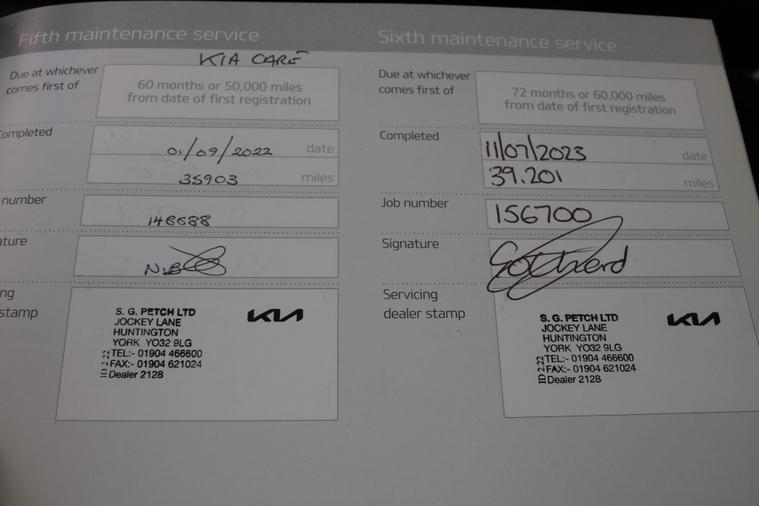 Fifth maintenance service
KIA CARE
Due at whichever
comes first of
60 months or 50,000 miles
from date of first registration
Completed
01/09/2022 date
35903 miles
number
ature
ng
stamp
S. G. PETCH LTD
JOCKEY LANE
HUNTINGTON
YORK YO32 9LG
TEL:- 01904 466600
FAX:- 01904 621024
Dealer 2128
KIA
Sixth maintenance service
Due at whichever
comes first of
72 months or 60,000 miles
from date of first registration
Completed
11/07/2023 date
39.201 miles
Job number
156700
Signature
Servicing
dealer stamp
S. G. PETCH LTD
JOCKEY LANE
HUNTINGTON
YORK YO32 9LG
TEL:- 01904 466600
FAX:- 01904 621024
Dealer 2128
KIA